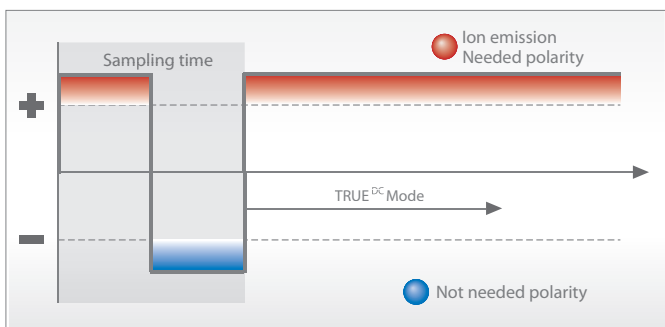 Sampling time
Ion emission
Needed polarity
+
TRUE DC Mode
−
Not needed polarity